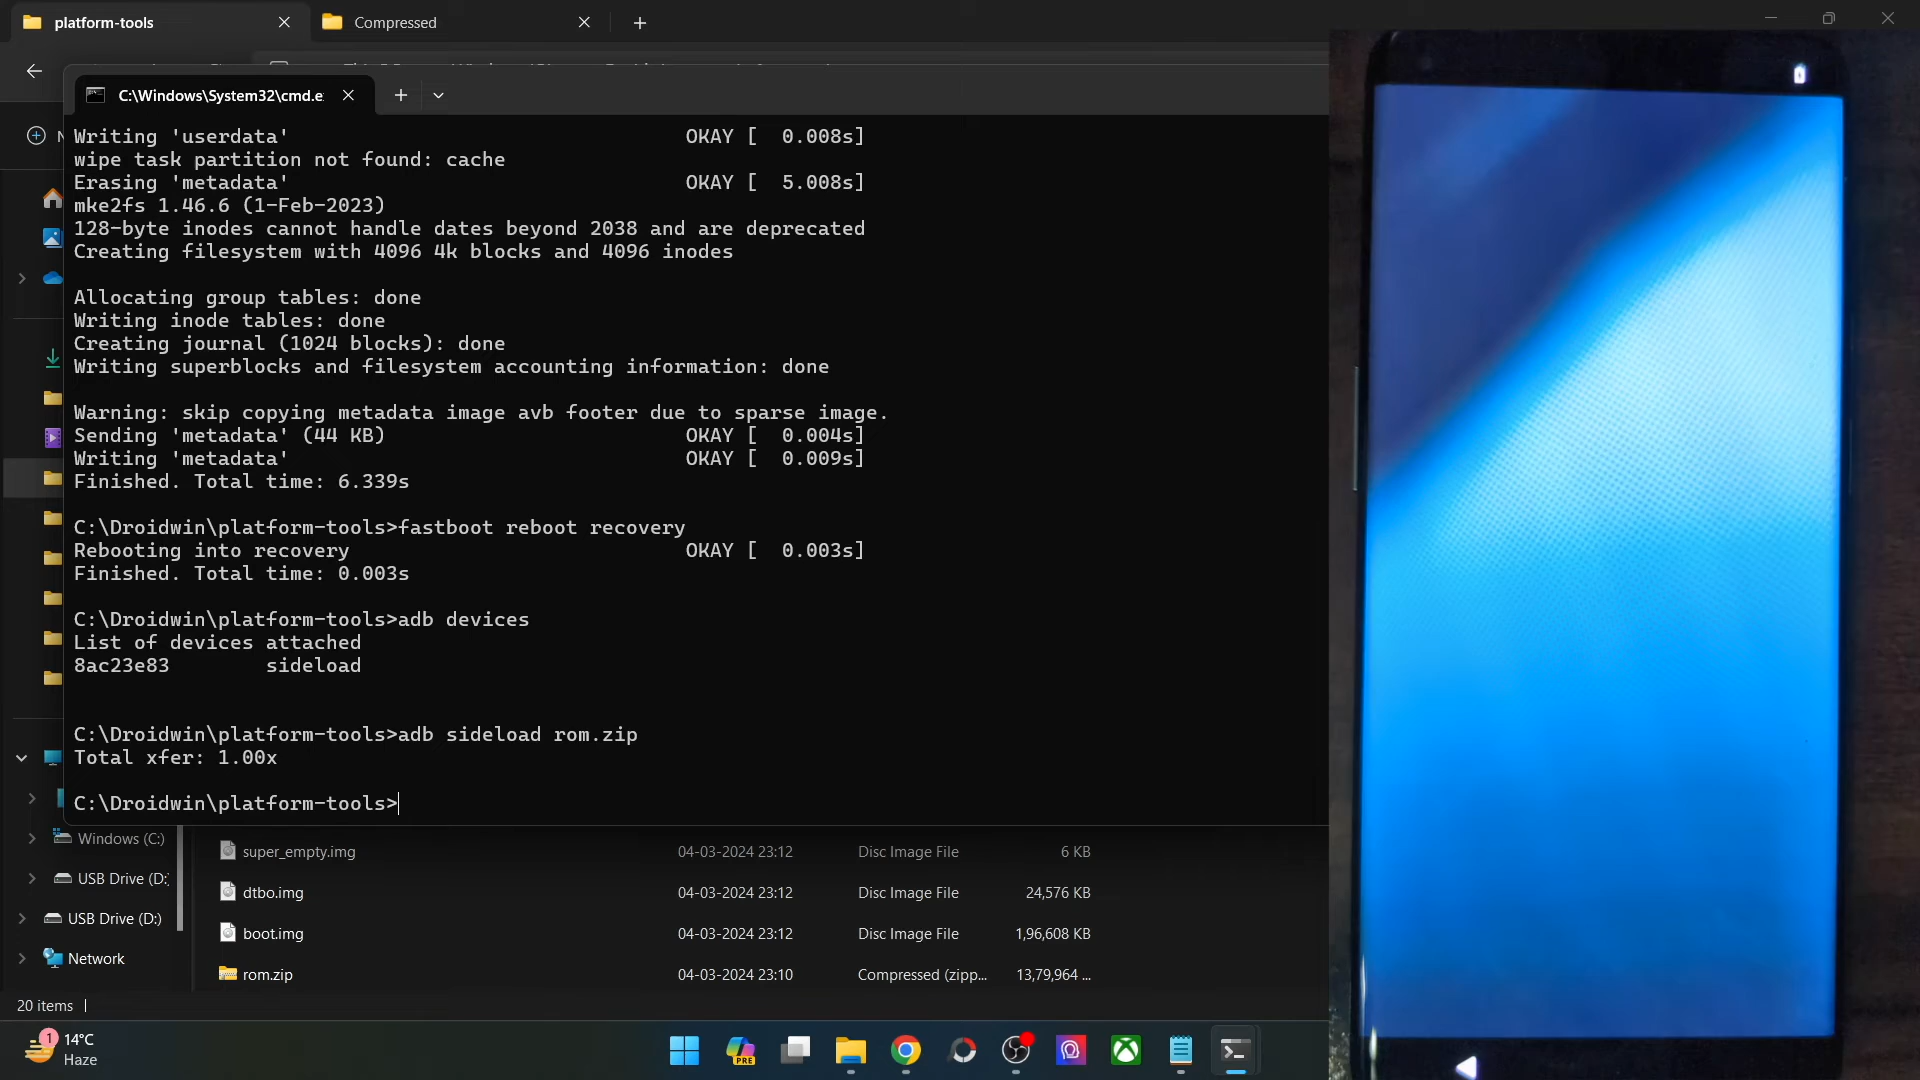 platform-tools
Compressed
C:\Windows\System32\cmd.e
Writing 'userdata' OKAY [ 0.008s]
wipe task partition not found: cache
Erasing 'metadata' OKAY [ 5.008s]
mke2fs 1.46.6 (1-Feb-2023)
128-byte inodes cannot handle dates beyond 2038 and are deprecated
Creating filesystem with 4096 4k blocks and 4096 inodes
Allocating group tables: done
Writing inode tables: done
Creating journal (1024 blocks): done
Writing superblocks and filesystem accounting information: done
Warning: skip copying metadata image avb footer due to sparse image.
Sending 'metadata' (44 KB) OKAY [ 0.004s]
Writing 'metadata' OKAY [ 0.009s]
Finished. Total time: 6.339s
C:\Droidwin\platform-tools>fastboot reboot recovery
Rebooting into recovery OKAY [ 0.003s]
Finished. Total time: 0.003s
C:\Droidwin\platform-tools>adb devices
List of devices attached
8ac23e83 sideload
C:\Droidwin\platform-tools>adb sideload rom.zip
Total xfer: 1.00x
C:\Droidwin\platform-tools>
Windows (C:)
USB Drive (D:
USB Drive (D:)
Network
super_empty.img 04-03-2024 23:12 Disc Image File 6 KB
dtbo.img 04-03-2024 23:12 Disc Image File 24,576 KB
boot.img 04-03-2024 23:12 Disc Image File 1,96,608 KB
rom.zip 04-03-2024 23:10 Compressed (zipp... 13,79,964 ...
20 items
1
14°C
Haze
PRE